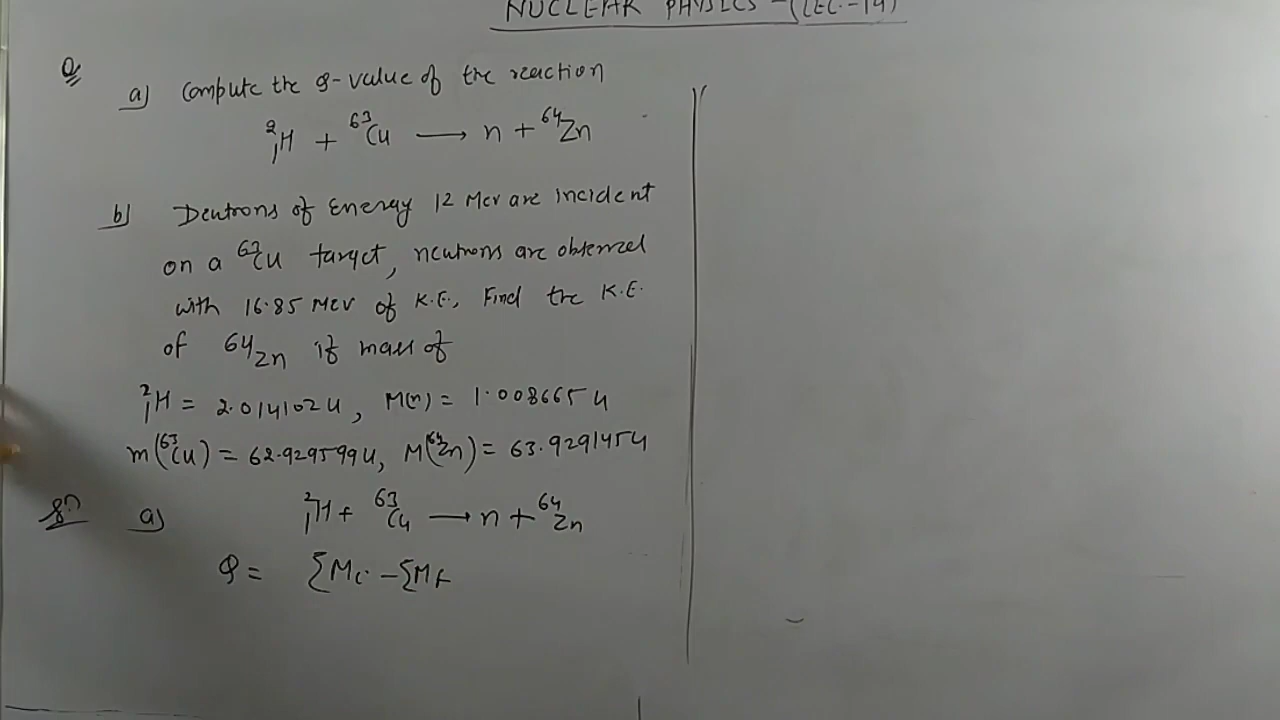 NUCLEAR PHYSICS - (LEC.-14)
Q
a) Compute the Q-value of the reaction
²₁H + ⁶³Cu ⟶ n + ⁶⁴Zn
b) Deutrons of Energy 12 Mev are incident
on a ⁶³Cu target, neutrons are observed
with 16.85 MeV of K.E., Find the K.E.
of ⁶⁴Zn if mass of
²₁H = 2.014102 u, M(n) = 1.008665 u
m(⁶³Cu) = 62.929599 u, M(⁶⁴Zn) = 63.929145 u
Solⁿ a) ²₁H + ⁶³Cu ⟶ n + ⁶⁴Zn
Q = ΣMi - ΣMf